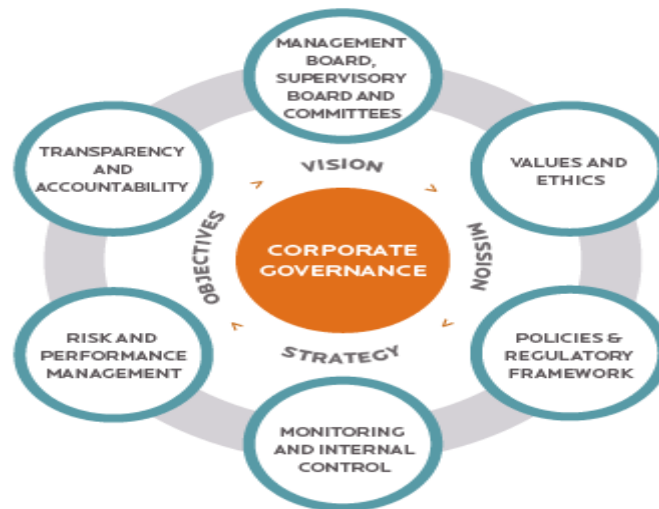 MANAGEMENT
BOARD,
SUPERVISORY
BOARD AND
COMMITTEES
TRANSPARENCY
AND
ACCOUNTABILITY
VALUES AND
ETHICS
VISION
MISSION
STRATEGY
OBJECTIVES
CORPORATE
GOVERNANCE
RISK AND
PERFORMANCE
MANAGEMENT
POLICIES &
REGULATORY
FRAMEWORK
MONITORING
AND INTERNAL
CONTROL